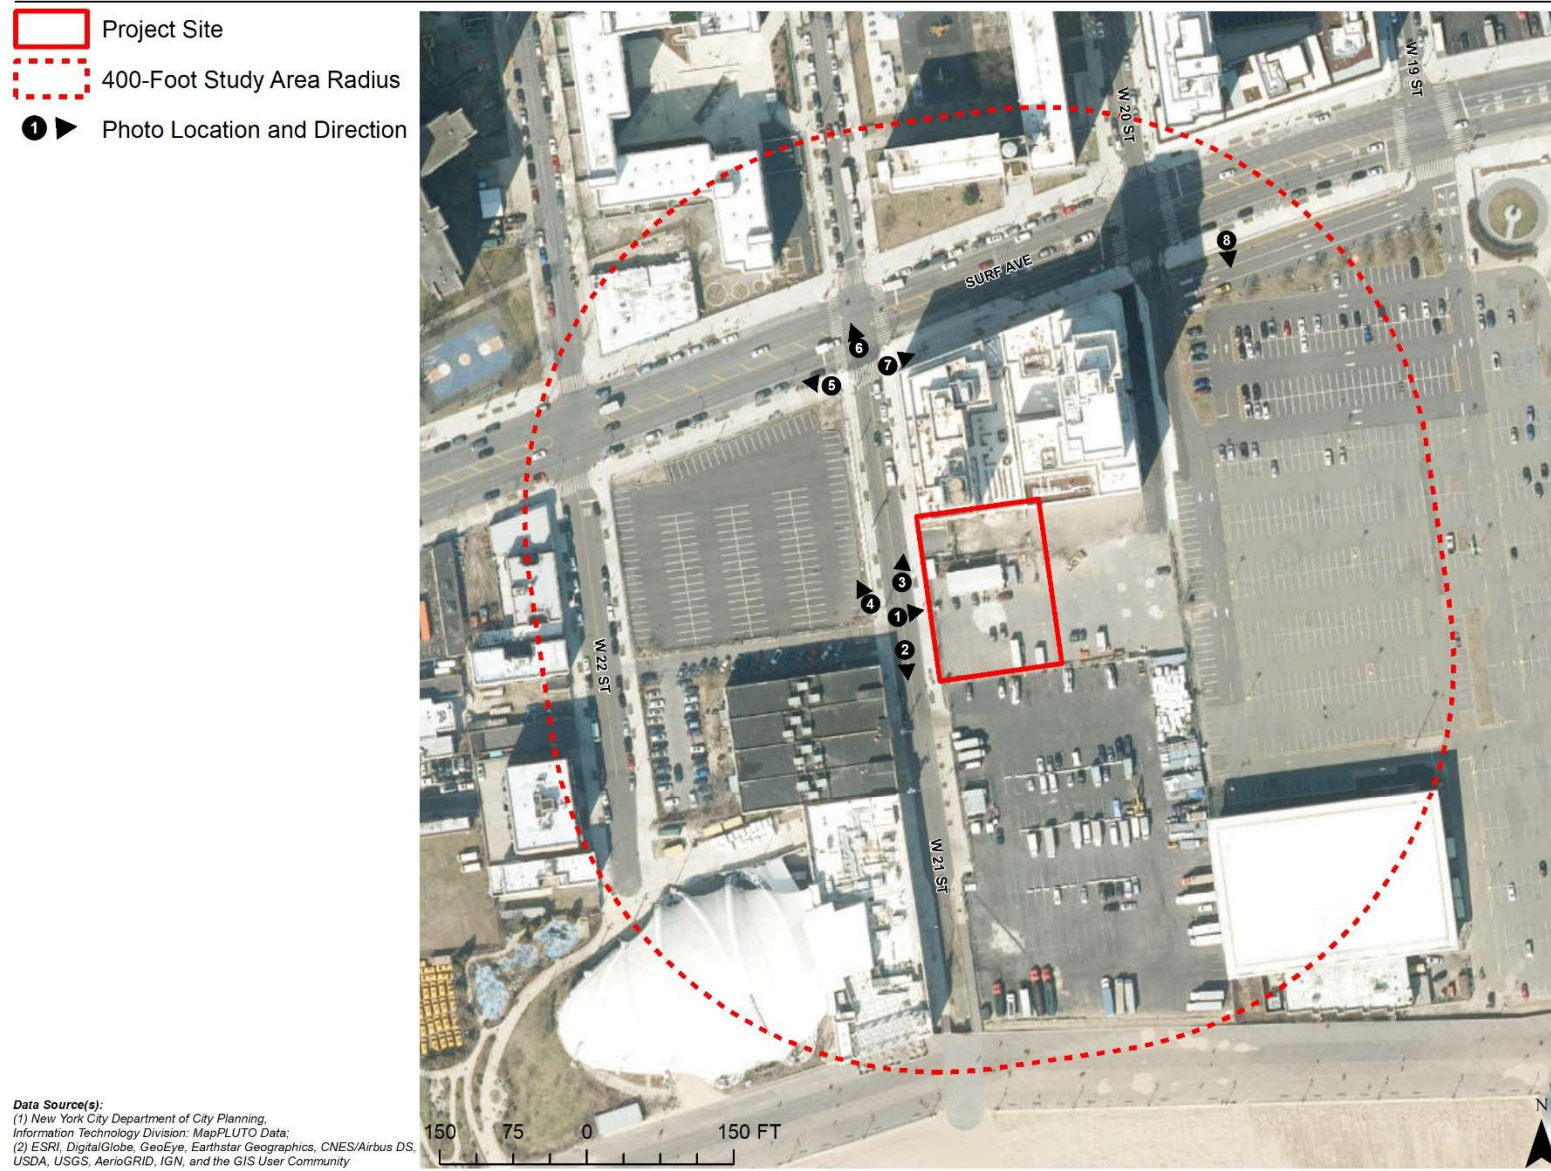 Project Site
400-Foot Study Area Radius
1 Photo Location and Direction
W 19 ST
W 20 ST
8
SURF AVE
6
7
5
3
4
1
2
W 22 ST
W 21 ST
Data Source(s):
(1) New York City Department of City Planning,
Information Technology Division: MapPLUTO Data;
(2) ESRI, DigitalGlobe, GeoEye, Earthstar Geographics, CNES/Airbus DS,
USDA, USGS, AerioGRID, IGN, and the GIS User Community
150 75 0 150 FT
N